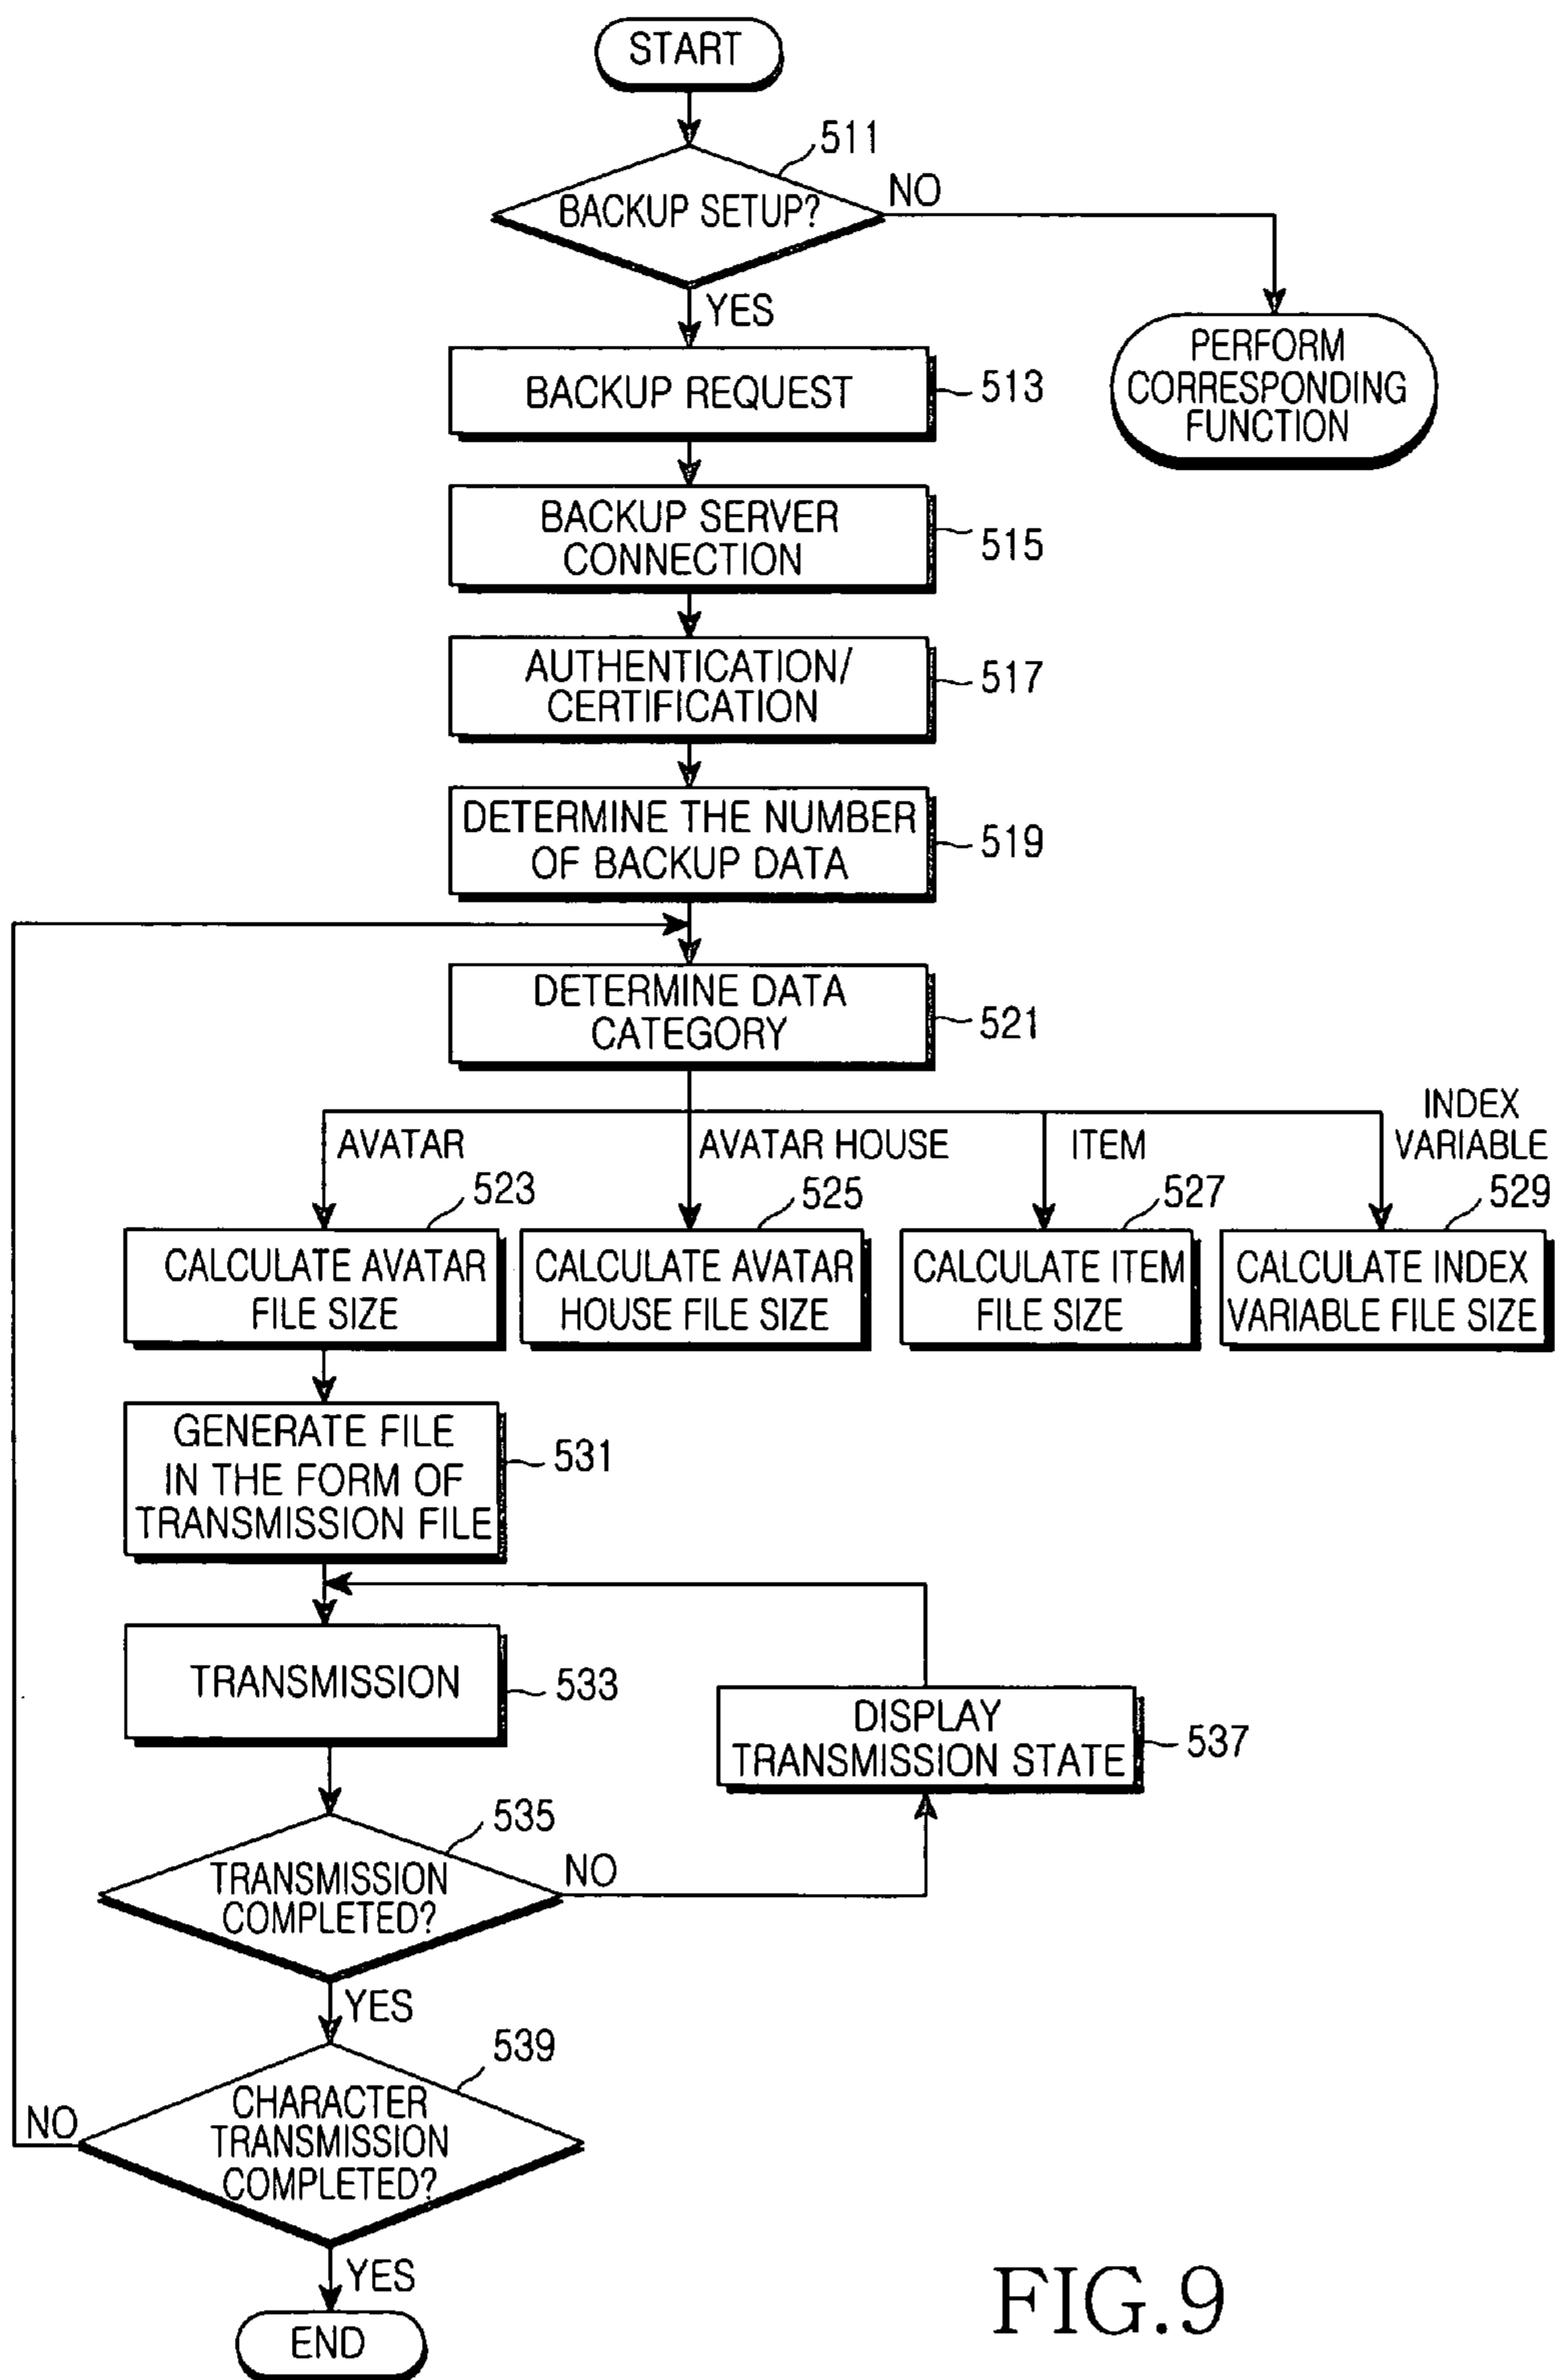 START
511
BACKUP SETUP?
NO
YES
PERFORM
CORRESPONDING
FUNCTION
BACKUP REQUEST
513
BACKUP SERVER
CONNECTION
515
AUTHENTICATION/
CERTIFICATION
517
DETERMINE THE NUMBER
OF BACKUP DATA
519
DETERMINE DATA
CATEGORY
521
AVATAR
AVATAR HOUSE
ITEM
INDEX
VARIABLE
523
525
527
529
CALCULATE AVATAR
FILE SIZE
CALCULATE AVATAR
HOUSE FILE SIZE
CALCULATE ITEM
FILE SIZE
CALCULATE INDEX
VARIABLE FILE SIZE
GENERATE FILE
IN THE FORM OF
TRANSMISSION FILE
531
TRANSMISSION
533
DISPLAY
TRANSMISSION STATE
537
535
TRANSMISSION
COMPLETED?
NO
YES
539
CHARACTER
TRANSMISSION
COMPLETED?
NO
YES
END
FIG.9